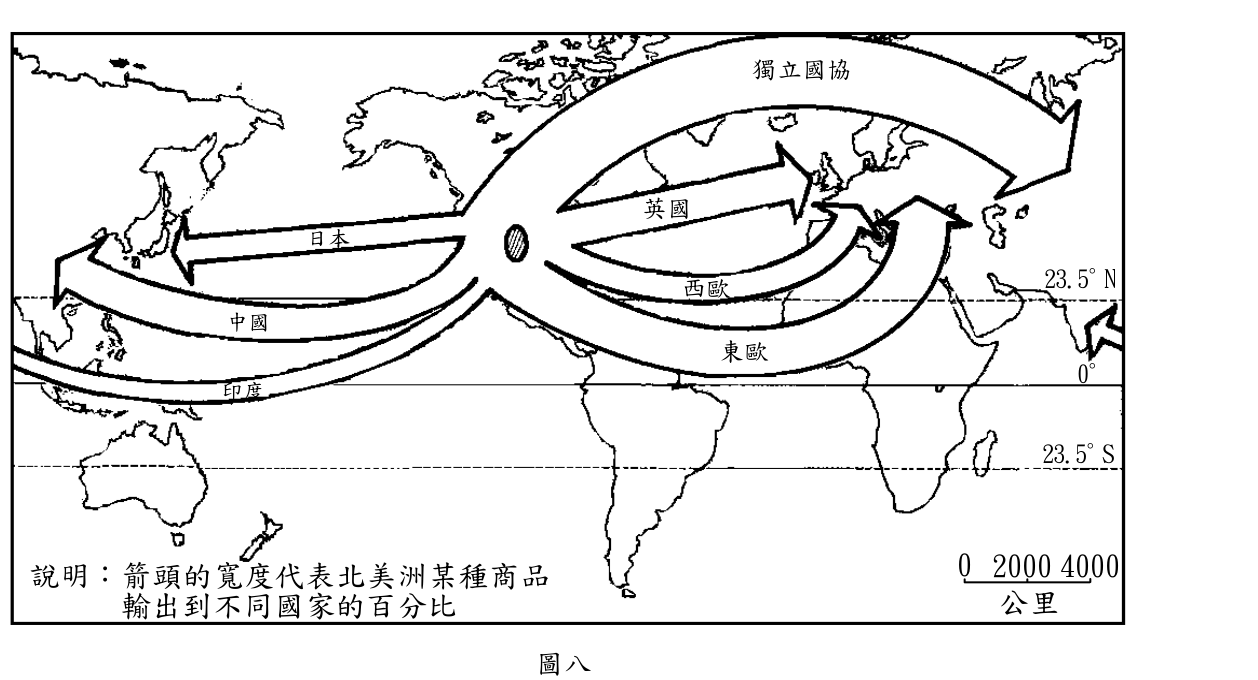 獨立國協
英國
日本
23.5° N
西歐
中國
東歐
0°
印度
23.5° S
0 2000 4000
公里
說明：箭頭的寬度代表北美洲某種商品
輸出到不同國家的百分比
圖八